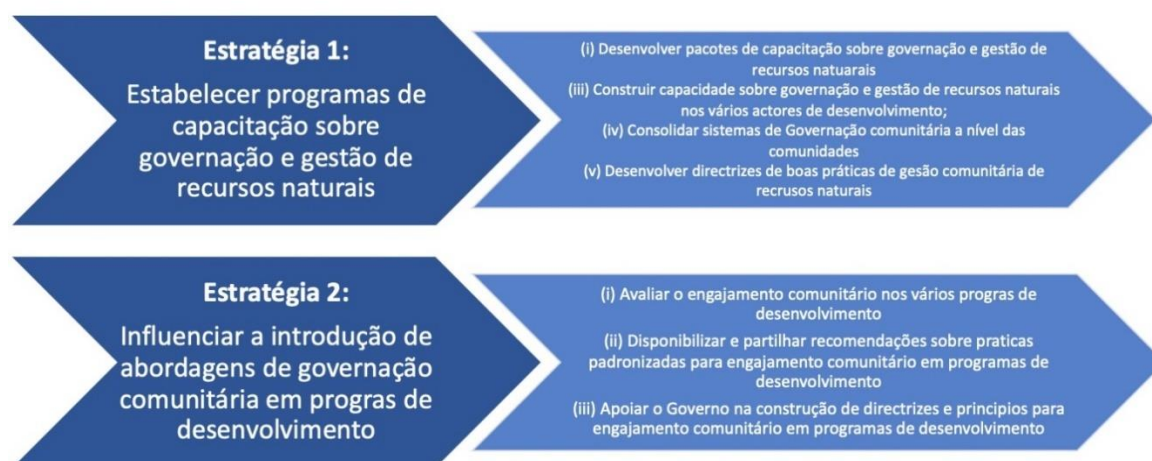 Estratégia 1:
Estabelecer programas de
capacitação sobre
governação e gestão de
recursos naturais
(i) Desenvolver pacotes de capacitação sobre governação e gestão de
recursos natuarais
(iii) Construir capacidade sobre governação e gestão de recursos naturais
nos vários actores de desenvolvimento;
(iv) Consolidar sistemas de Governação comunitária a nível das
comunidades
(v) Desenvolver directrizes de boas práticas de gesão comunitária de
recrusos naturais
Estratégia 2:
Influenciar a introdução de
abordagens de governação
comunitária em progras de
desenvolvimento
(i) Avaliar o engajamento comunitário nos vários progras de
desenvolvimento
(ii) Disponibilizar e partilhar recomendações sobre praticas
padronizadas para engajamento comunitário em programas de
desenvolvimento
(iii) Apoiar o Governo na construção de directrizes e principios para
engajamento comunitário em programas de desenvolvimento